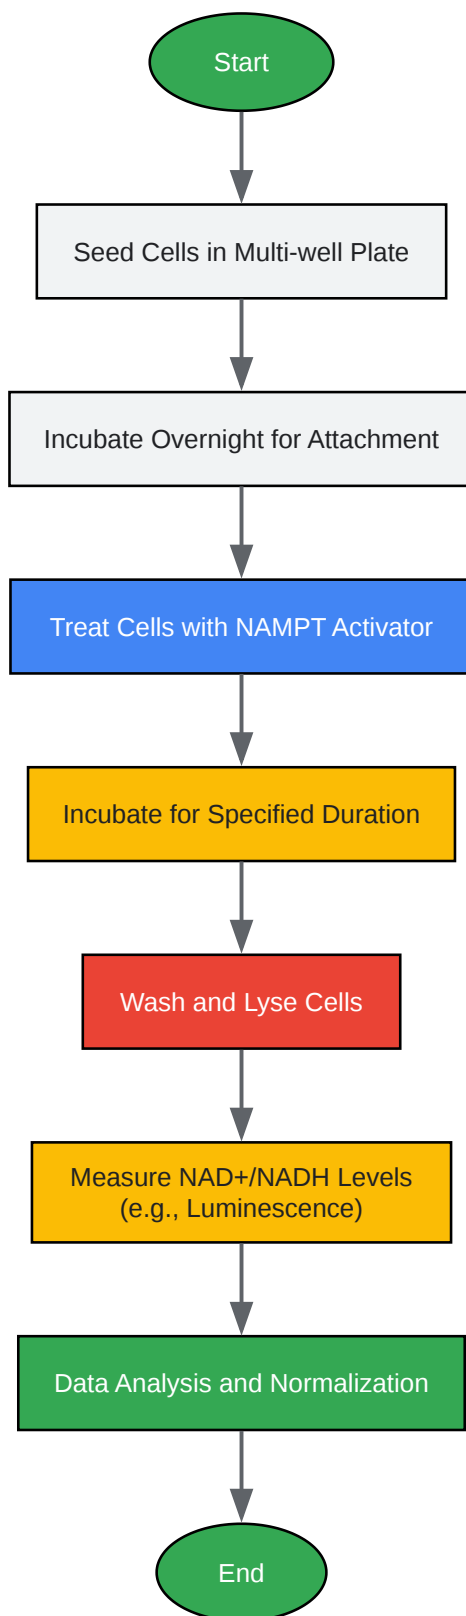 Start
Seed Cells in Multi-well Plate
Incubate Overnight for Attachment
Treat Cells with NAMPT Activator
Incubate for Specified Duration
Wash and Lyse Cells
Measure NAD+/NADH Levels
(e.g., Luminescence)
Data Analysis and Normalization
End